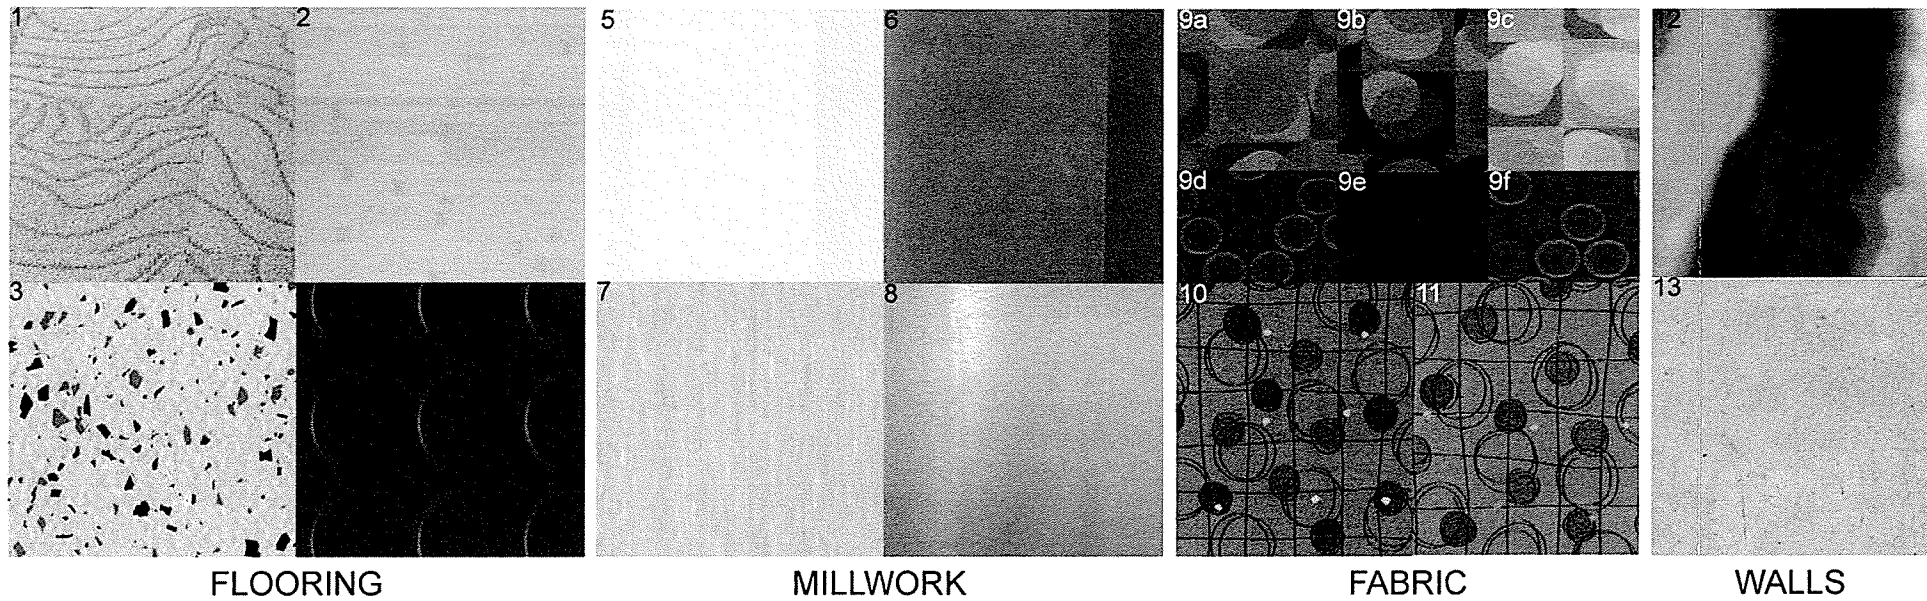 1 2 5 6 9a 9b 9c 12
9d 9e 9f
3 7 8 10 11 13
FLOORING MILLWORK FABRIC WALLS